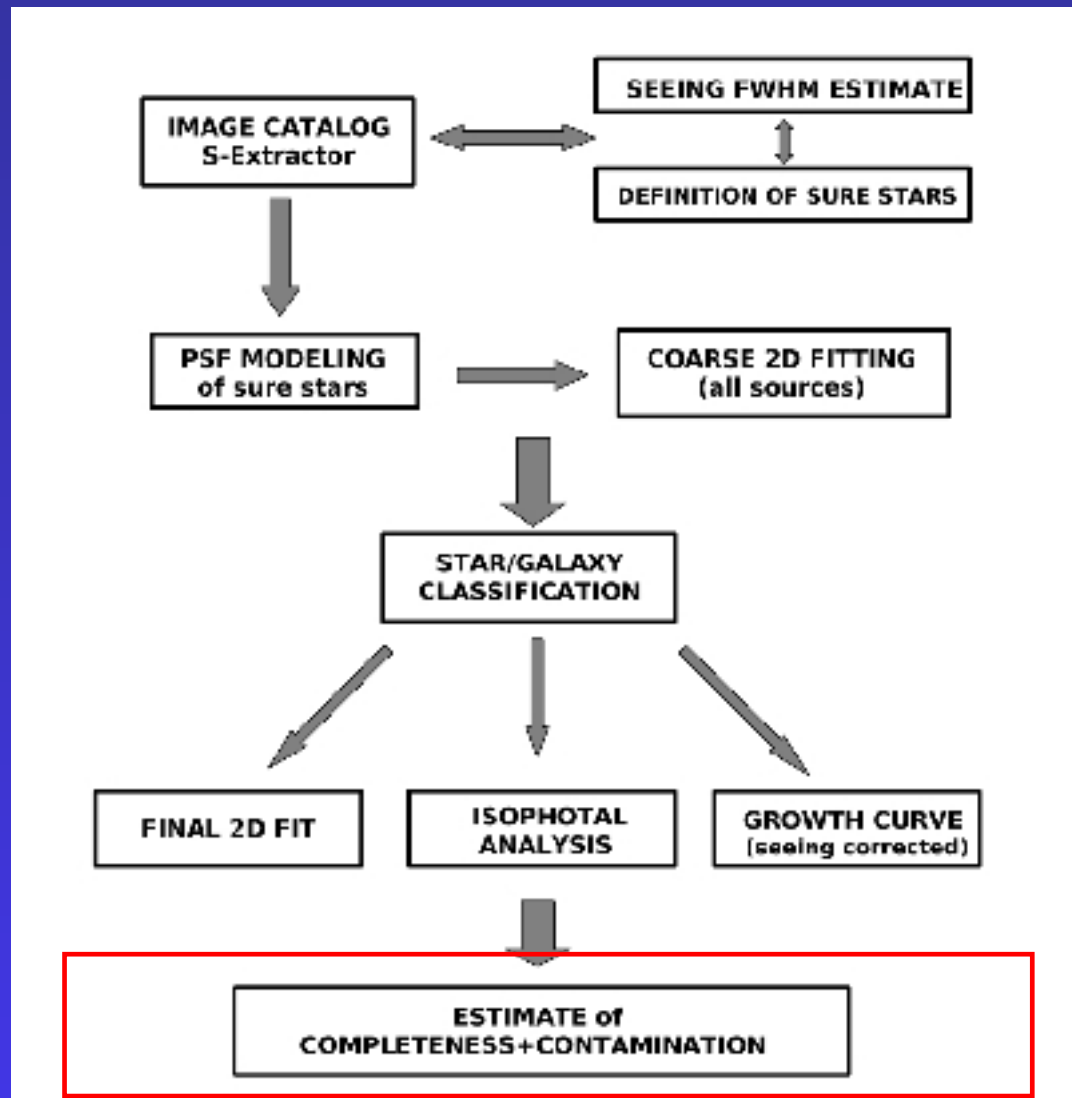 SEEING FWHM ESTIMATE
IMAGE CATALOG
S-Extractor
DEFINITION OF SURE STARS
PSF MODELING
of sure stars
COARSE 2D FITTING
(all sources)
STAR/GALAXY
CLASSIFICATION
FINAL 2D FIT
ISOPHOTAL
ANALYSIS
GROWTH CURVE
(seeing corrected)
ESTIMATE of
COMPLETENESS+CONTAMINATION